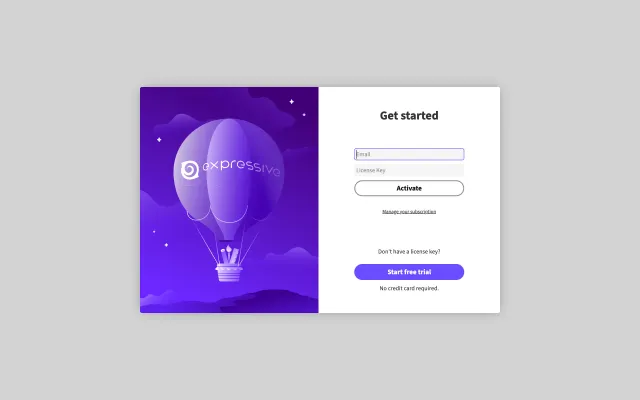 expressive
Get started
Email
License Key
Activate
Manage your subscription
Don't have a license key?
Start free trial
No credit card required.